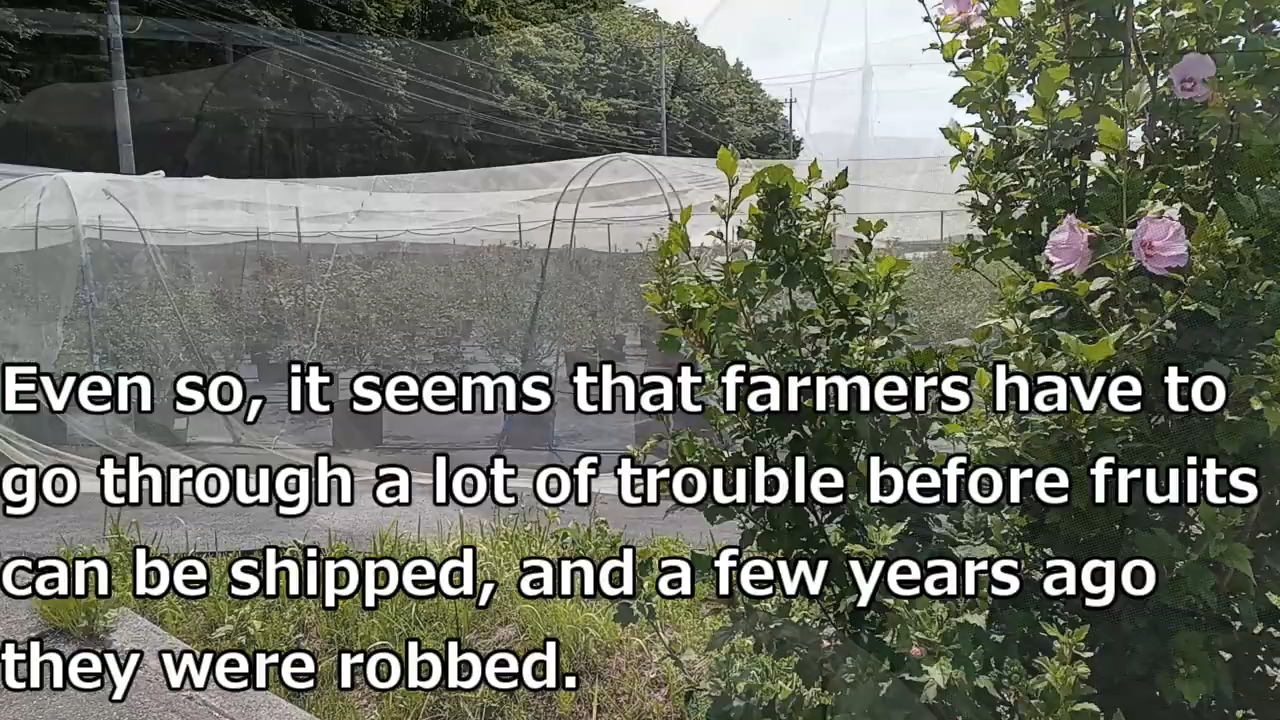 Even so, it seems that farmers have to
go through a lot of trouble before fruits
can be shipped, and a few years ago
they were robbed.